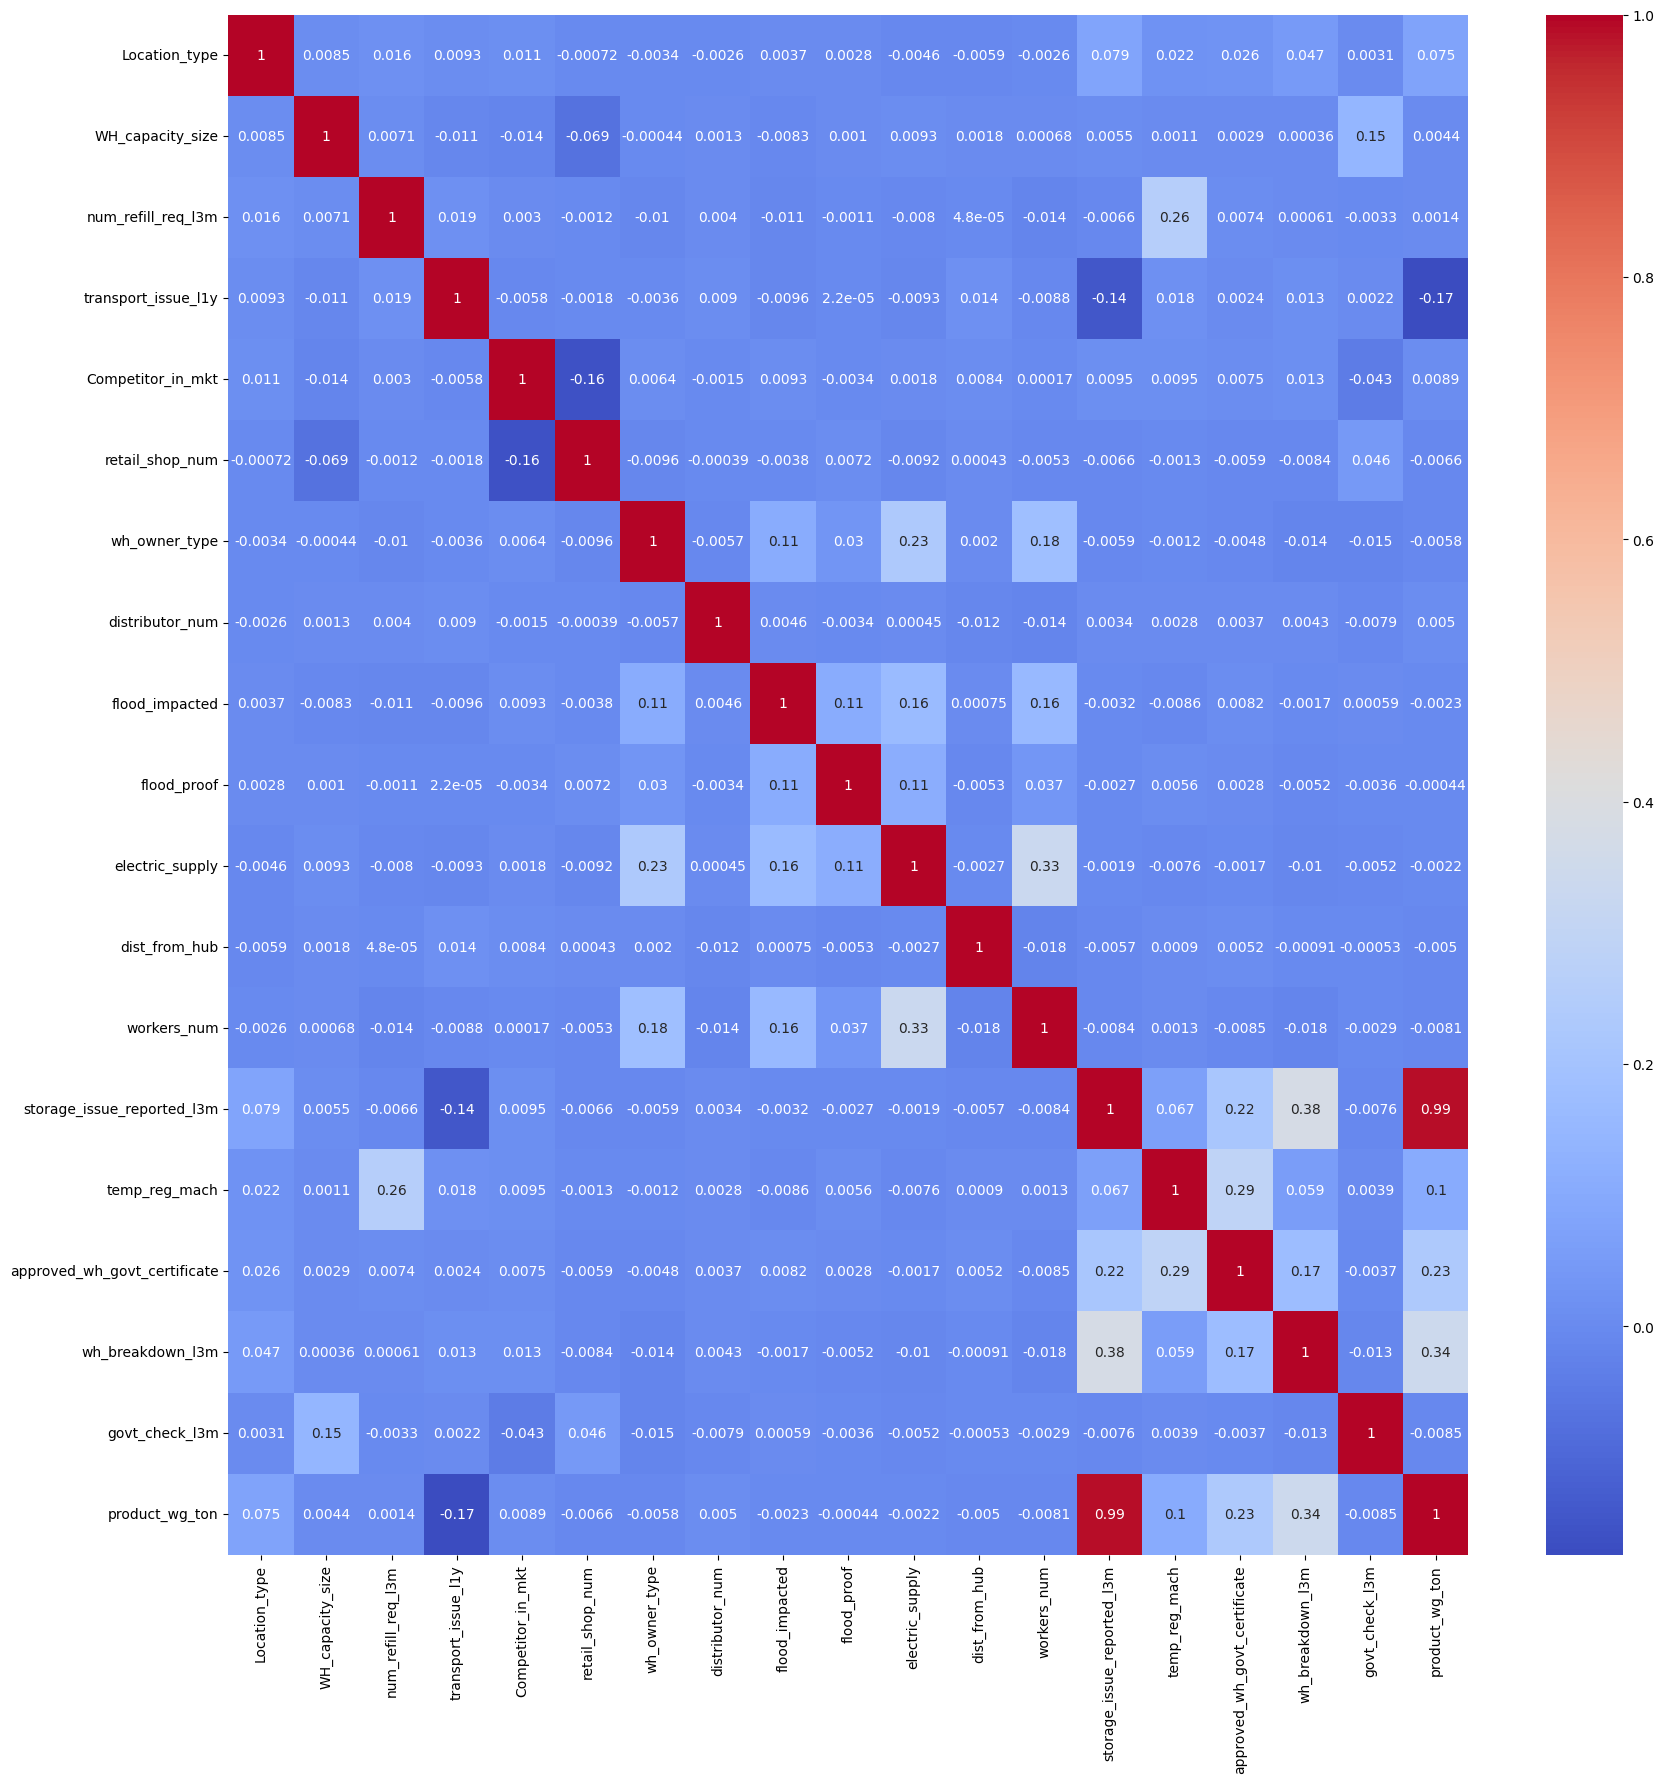 Location_type 1 0.0085 0.016 0.0093 0.011 -0.00072 -0.0034 -0.0026 0.0037 0.0028 -0.0046 -0.0059 -0.0026 0.079 0.022 0.026 0.047 0.0031 0.075
WH_capacity_size 0.0085 1 0.0071 -0.011 -0.014 -0.069 -0.00044 0.0013 -0.0083 0.001 0.0093 0.0018 0.00068 0.0055 0.0011 0.0029 0.00036 0.15 0.0044
num_refill_req_l3m 0.016 0.0071 1 0.019 0.003 -0.0012 -0.01 0.004 -0.011 -0.0011 -0.008 4.8e-05 -0.014 -0.0066 0.26 0.0074 0.00061 -0.0033 0.0014
transport_issue_l1y 0.0093 -0.011 0.019 1 -0.0058 -0.0018 -0.0036 0.009 -0.0096 2.2e-05 -0.0093 0.014 -0.0088 -0.14 0.018 0.0024 0.013 0.0022 -0.17
Competitor_in_mkt 0.011 -0.014 0.003 -0.0058 1 -0.16 0.0064 -0.0015 0.0093 -0.0034 0.0018 0.0084 0.00017 0.0095 0.0095 0.0075 0.013 -0.043 0.0089
retail_shop_num -0.00072 -0.069 -0.0012 -0.0018 -0.16 1 -0.0096 -0.00039 -0.0038 0.0072 -0.0092 0.00043 -0.0053 -0.0066 -0.0013 -0.0059 -0.0084 0.046 -0.0066
wh_owner_type -0.0034 -0.00044 -0.01 -0.0036 0.0064 -0.0096 1 -0.0057 0.11 0.03 0.23 0.002 0.18 -0.0059 -0.0012 -0.0048 -0.014 -0.015 -0.0058
distributor_num -0.0026 0.0013 0.004 0.009 -0.0015 -0.00039 -0.0057 1 0.0046 -0.0034 0.00045 -0.012 -0.014 0.0034 0.0028 0.0037 0.0043 -0.0079 0.005
flood_impacted 0.0037 -0.0083 -0.011 -0.0096 0.0093 -0.0038 0.11 0.0046 1 0.11 0.16 0.00075 0.16 -0.0032 -0.0086 0.0082 -0.0017 0.00059 -0.0023
flood_proof 0.0028 0.001 -0.0011 2.2e-05 -0.0034 0.0072 0.03 -0.0034 0.11 1 0.11 -0.0053 0.037 -0.0027 0.0056 0.0028 -0.0052 -0.0036 -0.00044
electric_supply -0.0046 0.0093 -0.008 -0.0093 0.0018 -0.0092 0.23 0.00045 0.16 0.11 1 -0.0027 0.33 -0.0019 -0.0076 -0.0017 -0.01 -0.0052 -0.0022
dist_from_hub -0.0059 0.0018 4.8e-05 0.014 0.0084 0.00043 0.002 -0.012 0.00075 -0.0053 -0.0027 1 -0.018 -0.0057 0.0009 0.0052 -0.00091 -0.00053 -0.005
workers_num -0.0026 0.00068 -0.014 -0.0088 0.00017 -0.0053 0.18 -0.014 0.16 0.037 0.33 -0.018 1 -0.0084 0.0013 -0.0085 -0.018 -0.0029 -0.0081
storage_issue_reported_l3m 0.079 0.0055 -0.0066 -0.14 0.0095 -0.0066 -0.0059 0.0034 -0.0032 -0.0027 -0.0019 -0.0057 -0.0084 1 0.067 0.22 0.38 -0.0076 0.99
temp_reg_mach 0.022 0.0011 0.26 0.018 0.0095 -0.0013 -0.0012 0.0028 -0.0086 0.0056 -0.0076 0.0009 0.0013 0.067 1 0.29 0.059 0.0039 0.1
approved_wh_govt_certificate 0.026 0.0029 0.0074 0.0024 0.0075 -0.0059 -0.0048 0.0037 0.0082 0.0028 -0.0017 0.0052 -0.0085 0.22 0.29 1 0.17 -0.0037 0.23
wh_breakdown_l3m 0.047 0.00036 0.00061 0.013 0.013 -0.0084 -0.014 0.0043 -0.0017 -0.0052 -0.01 -0.00091 -0.018 0.38 0.059 0.17 1 -0.013 0.34
govt_check_l3m 0.0031 0.15 -0.0033 0.0022 -0.043 0.046 -0.015 -0.0079 0.00059 -0.0036 -0.0052 -0.00053 -0.0029 -0.0076 0.0039 -0.0037 -0.013 1 -0.0085
product_wg_ton 0.075 0.0044 0.0014 -0.17 0.0089 -0.0066 -0.0058 0.005 -0.0023 -0.00044 -0.0022 -0.005 -0.0081 0.99 0.1 0.23 0.34 -0.0085 1
Location_type
WH_capacity_size
num_refill_req_l3m
transport_issue_l1y
Competitor_in_mkt
retail_shop_num
wh_owner_type
distributor_num
flood_impacted
flood_proof
electric_supply
dist_from_hub
workers_num
storage_issue_reported_l3m
temp_reg_mach
approved_wh_govt_certificate
wh_breakdown_l3m
govt_check_l3m
product_wg_ton
1.0
0.8
0.6
0.4
0.2
0.0